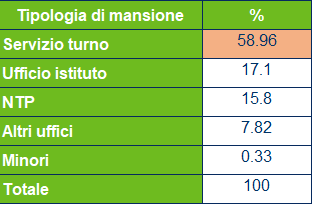 Tipologia di mansione %
Servizio turno 58.96
Ufficio istituto 17.1
NTP 15.8
Altri uffici 7.82
Minori 0.33
Totale 100